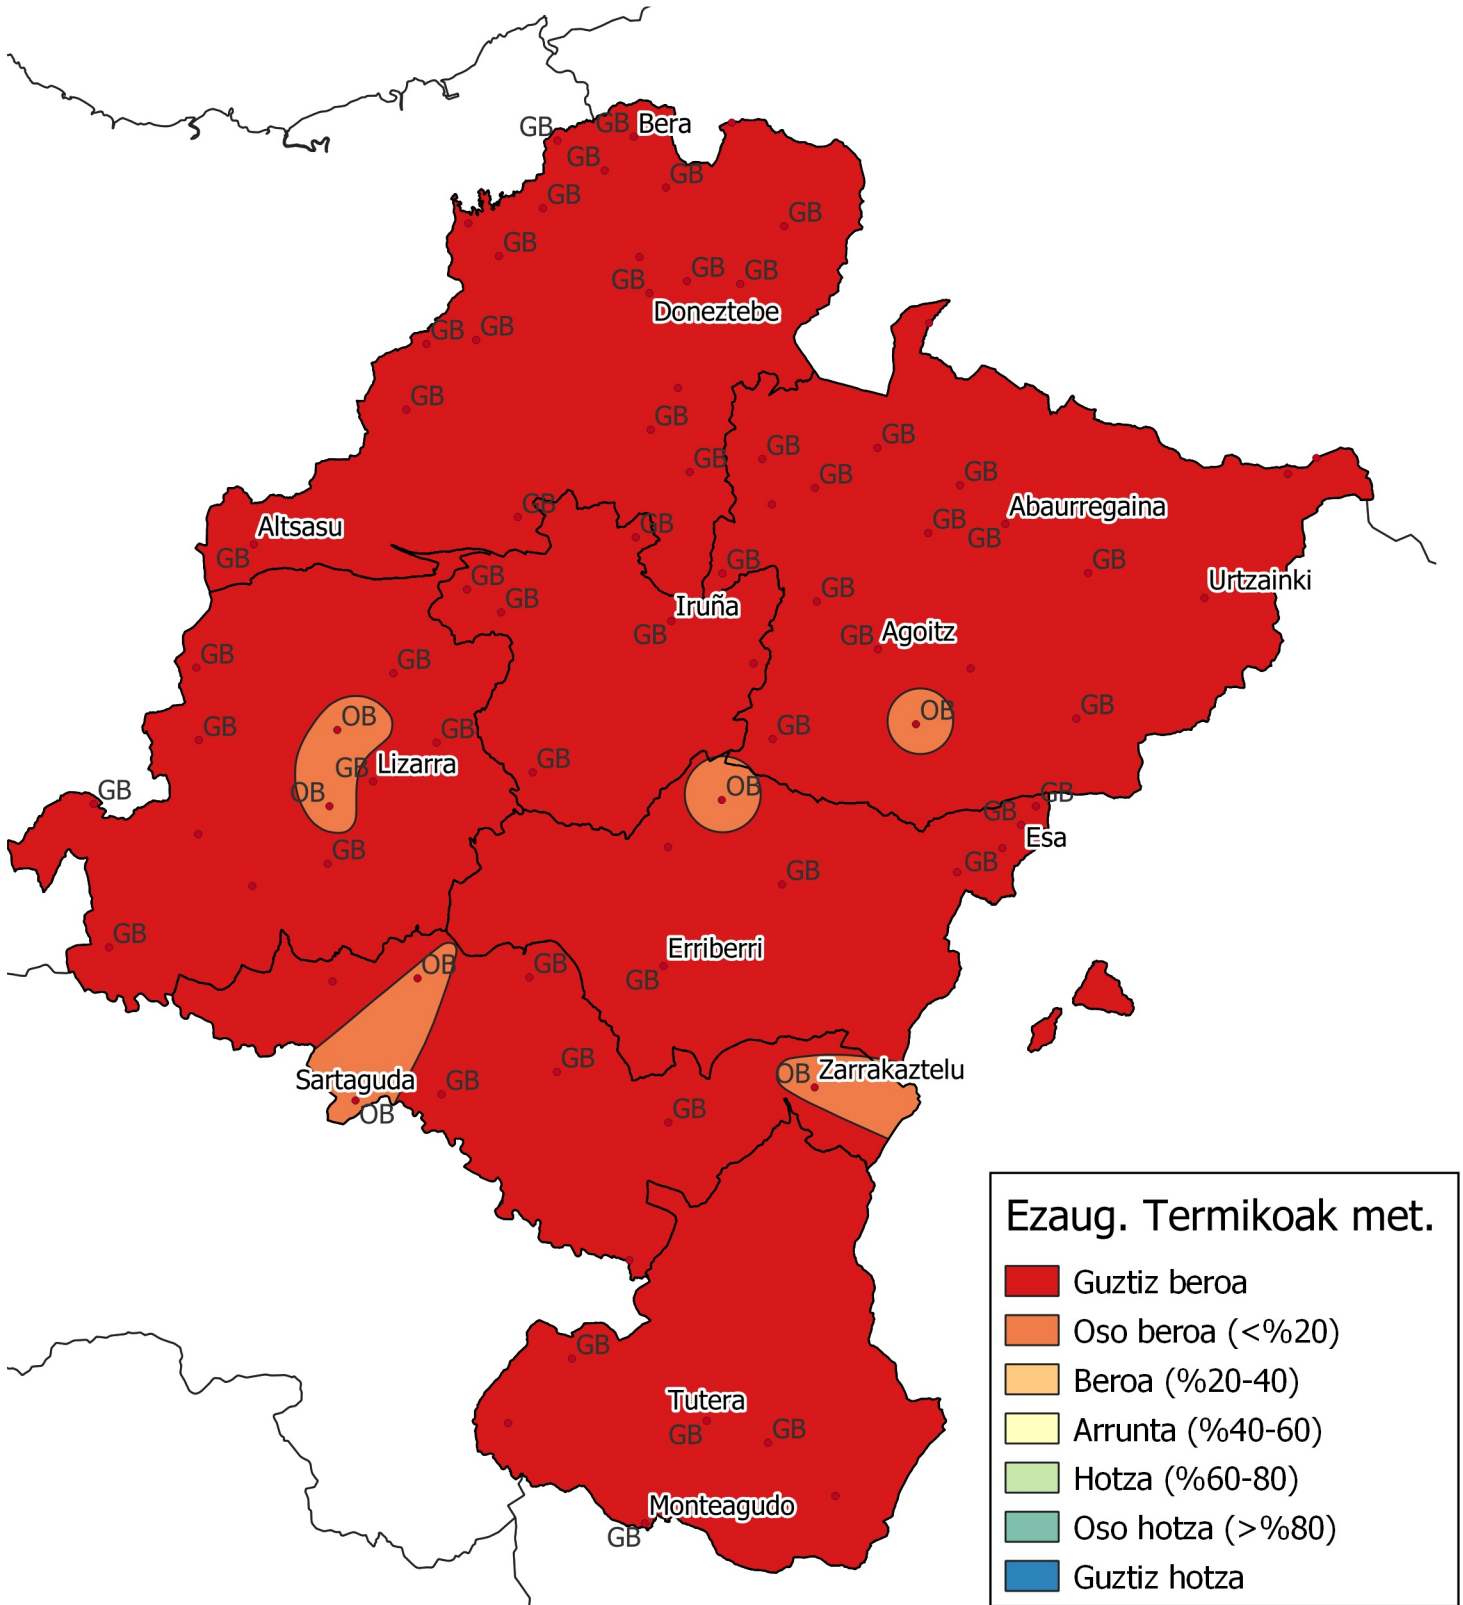 GB
GB Bera
GB
GB
GB
GB
GB
GB
GB
GB
Doneztebe
GB
GB
GB
GB
GB
GB
GB
GB
GB
GB
Abaurregaina
GB
GB
GB
GB
Altsasu
GB
GB
GB
Urtzainki
GB
GB
GB
Iruña
GB
GB Agoitz
GB
GB
GB
OB
OB
GB
GB
GB
GB
GB
GB Lizarra
OB
OB
GB
GB
GB
Esa
GB
GB
GB
GB
Erriberri
GB
OB
GB
GB
OB Zarrakaztelu
Sartaguda
GB
OB
GB
Ezaug. Termikoak met.
Guztiz beroa
Oso beroa (<%20)
Beroa (%20-40)
Arrunta (%40-60)
Hotza (%60-80)
Oso hotza (>%80)
Guztiz hotza
GB
Tutera
GB
GB
Monteagudo
GB